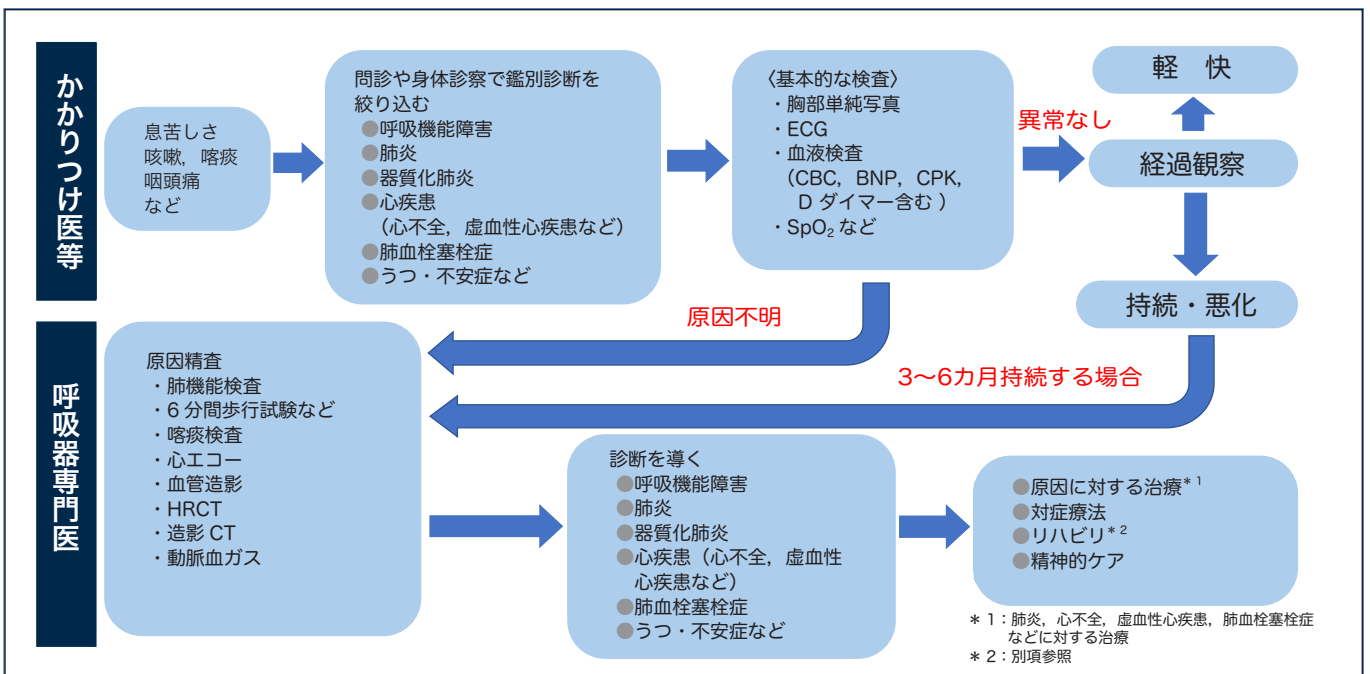 かかりつけ医等
息苦しさ
咳嗽，喀痰
咽頭痛
など
問診や身体診察で鑑別診断を
絞り込む
●呼吸機能障害
●肺炎
●器質化肺炎
●心疾患
（心不全，虚血性心疾患など）
●肺血栓塞栓症
●うつ・不安症など
〈基本的な検査〉
・胸部単純写真
・ECG
・血液検査
（CBC，BNP，CPK，
D ダイマー含む ）
・SpO₂ など
異常なし
軽　快
経過観察
持続・悪化
原因不明
3〜6カ月持続する場合
呼吸器専門医
原因精査
・肺機能検査
・6 分間歩行試験など
・喀痰検査
・心エコー
・血管造影
・HRCT
・造影 CT
・動脈血ガス
診断を導く
●呼吸機能障害
●肺炎
●器質化肺炎
●心疾患（心不全，虚血性
心疾患など）
●肺血栓塞栓症
●うつ・不安症など
●原因に対する治療＊1
●対症療法
●リハビリ＊2
●精神的ケア
＊ 1：肺炎，心不全，虚血性心疾患，肺血栓塞栓症
などに対する治療
＊ 2：別項参照